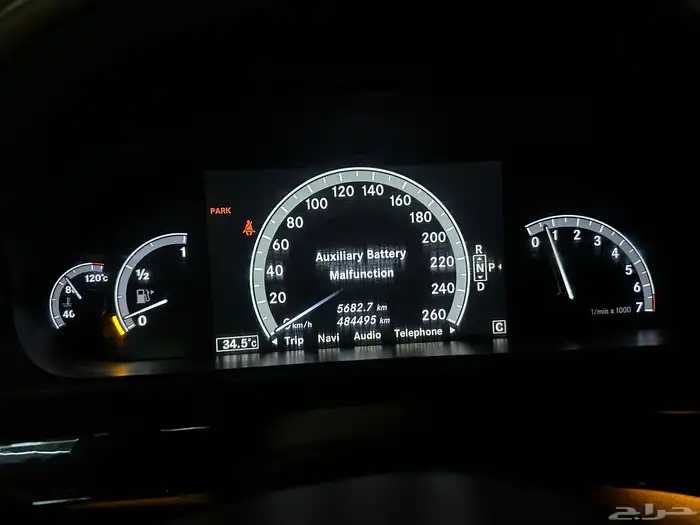 PARK
120°c
80
40
1
½
0
0
20
40
60
80
100
120
140
160
180
200
220
240
260
km/h
Auxiliary Battery
Malfunction
5682.7 km
484495 km
34.5°c
Trip Navi Audio Telephone
R
N P
D
C
0 1 2 3 4 5 6 7
1/min x 1000
حراج